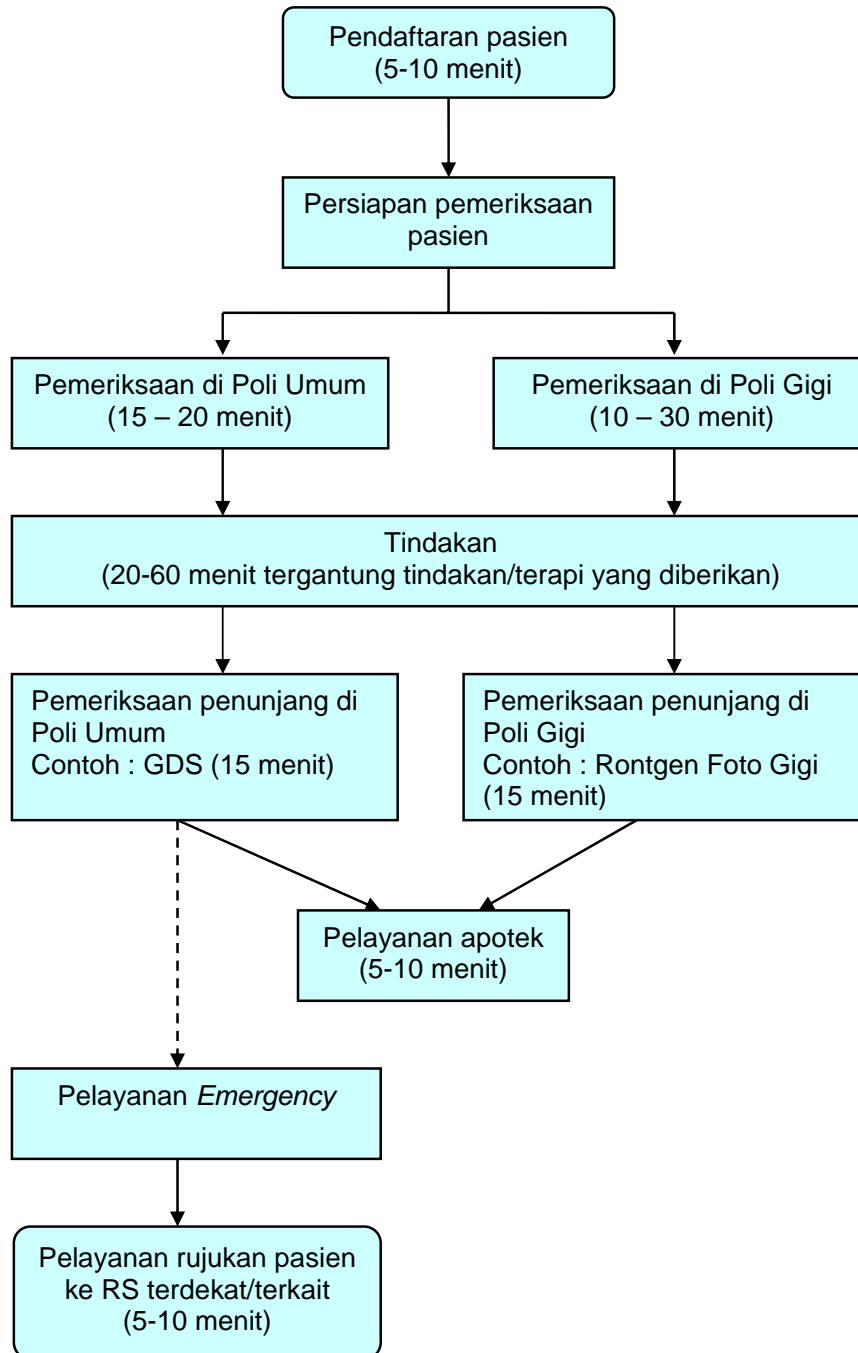 Pendaftaran pasien
(5-10 menit)
Persiapan pemeriksaan
pasien
Pemeriksaan di Poli Umum
(15 – 20 menit)
Pemeriksaan di Poli Gigi
(10 – 30 menit)
Tindakan
(20-60 menit tergantung tindakan/terapi yang diberikan)
Pemeriksaan penunjang di
Poli Umum
Contoh : GDS (15 menit)
Pemeriksaan penunjang di
Poli Gigi
Contoh : Rontgen Foto Gigi
(15 menit)
Pelayanan apotek
(5-10 menit)
Pelayanan Emergency
Pelayanan rujukan pasien
ke RS terdekat/terkait
(5-10 menit)